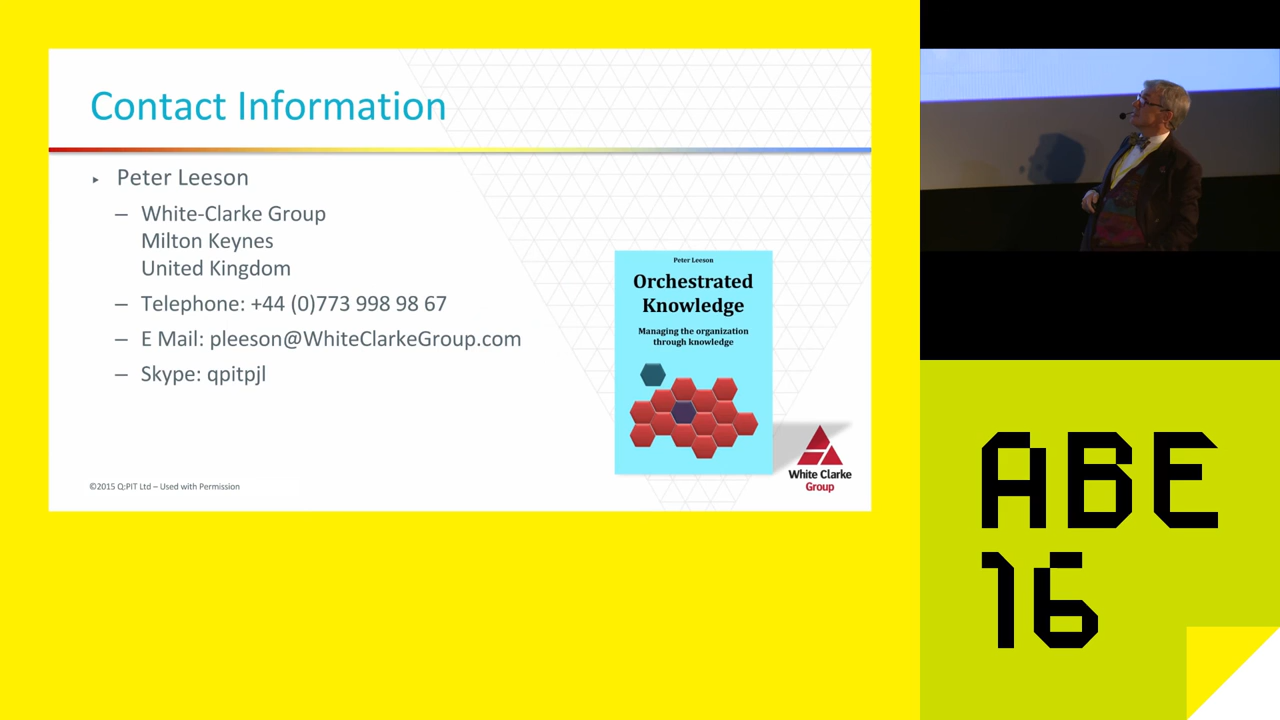 Contact Information
▸ Peter Leeson
– White-Clarke Group
Milton Keynes
United Kingdom
– Telephone: +44 (0)773 998 98 67
– E Mail: pleeson@WhiteClarkeGroup.com
– Skype: qpitpjl
Peter Leeson
Orchestrated
Knowledge
Managing the organization
through knowledge
White Clarke
Group
©2015 Q:PIT Ltd – Used with Permission
ABE
16